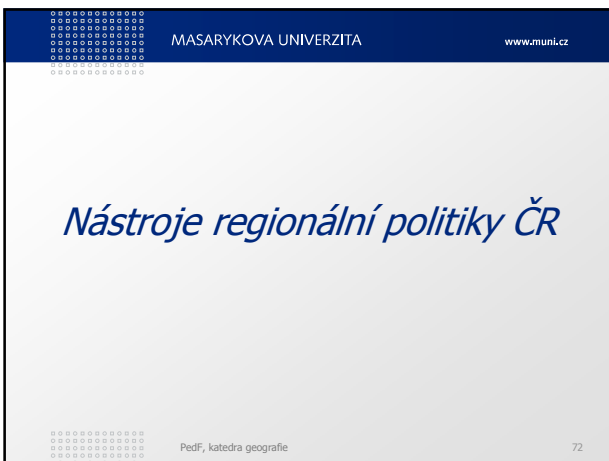 MASARYKOVA UNIVERZITA www.muni.cz
Nástroje regionální politiky ČR
PedF, katedra geografie 72